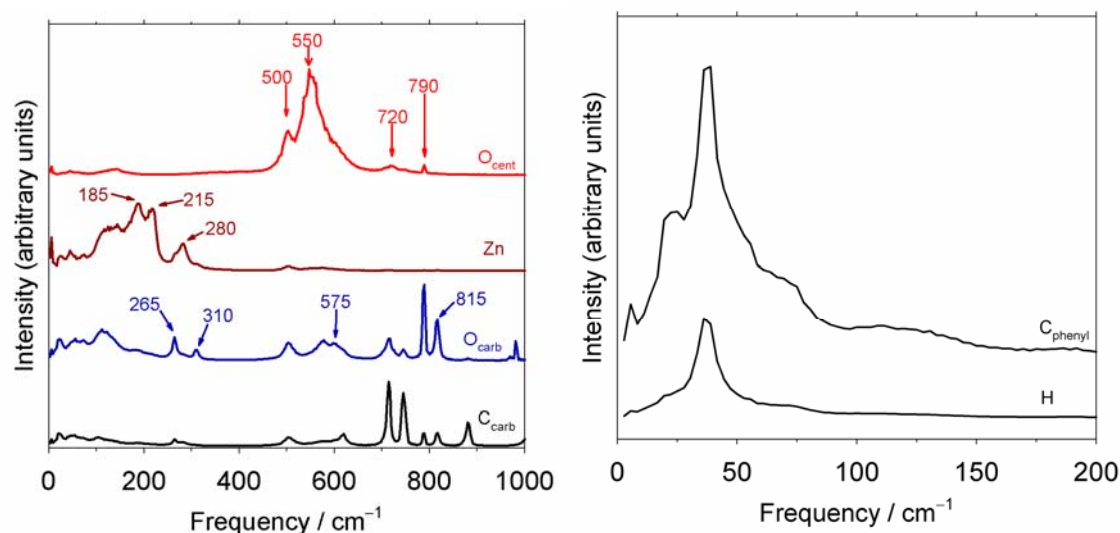 Intensity (arbitrary units)
550
500
720
790
O_cent
185
215
280
Zn
265
310
575
815
O_carb
C_carb
0 200 400 600 800 1000
Frequency / cm⁻¹
Intensity (arbitrary units)
C_phenyl
H
0 50 100 150 200
Frequency / cm⁻¹